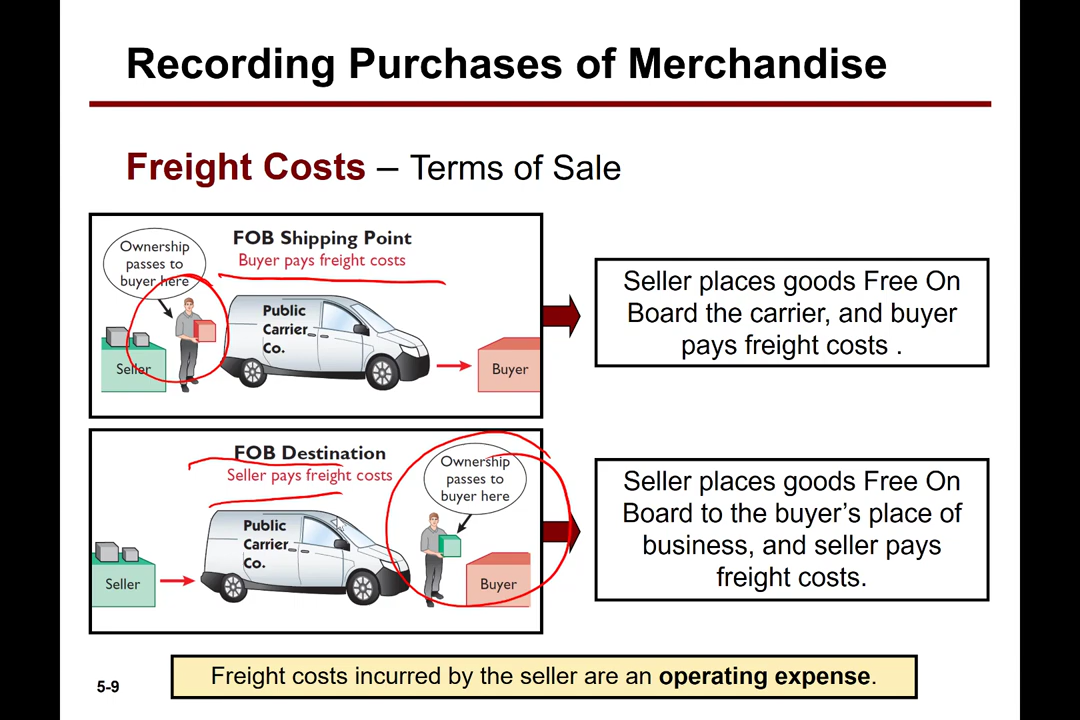 Recording Purchases of Merchandise
Freight Costs – Terms of Sale
Ownership
passes to
buyer here
FOB Shipping Point
Buyer pays freight costs
Public
Carrier
Co.
Seller
Buyer
Seller places goods Free On
Board the carrier, and buyer
pays freight costs .
FOB Destination
Seller pays freight costs
Ownership
passes to
buyer here
Public
Carrier
Co.
Seller
Buyer
Seller places goods Free On
Board to the buyer’s place of
business, and seller pays
freight costs.
Freight costs incurred by the seller are an operating expense.
5-9